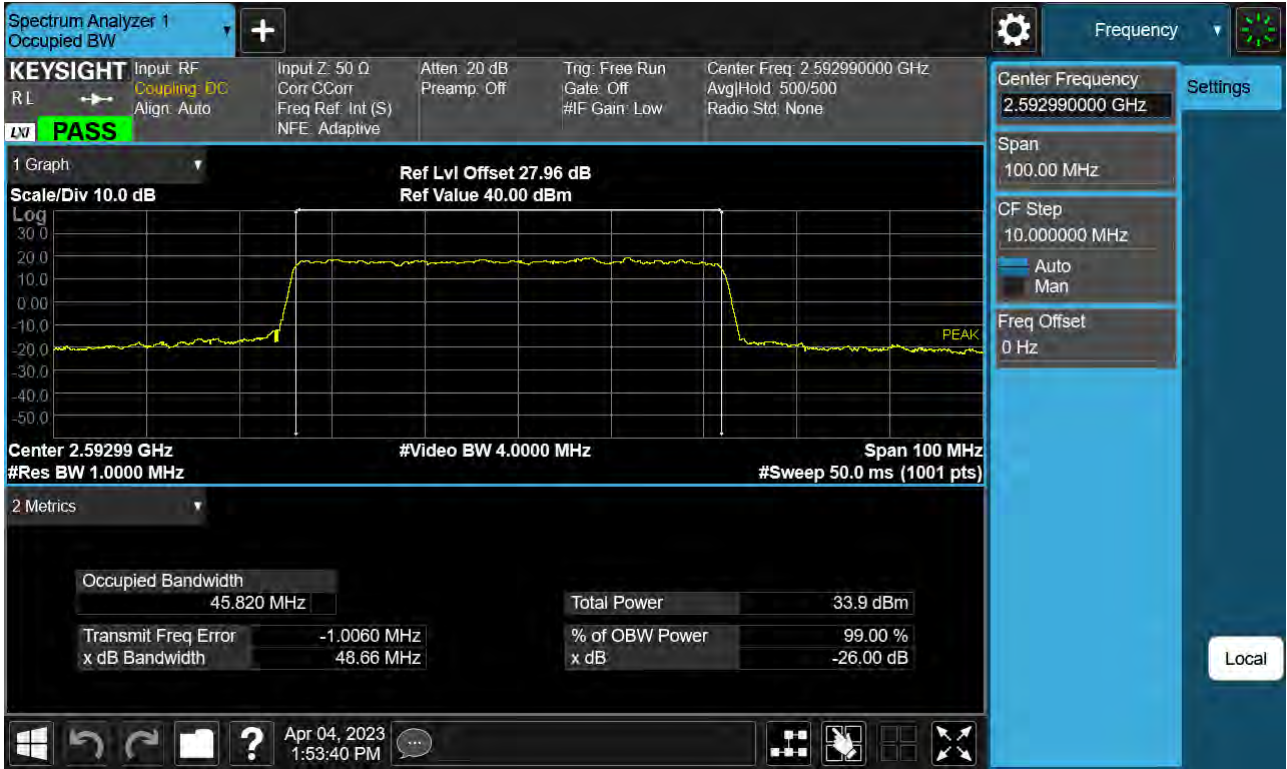 Spectrum Analyzer 1
Occupied BW
Frequency
KEYSIGHT
R L
LXI
PASS
Input: RF
Coupling: DC
Align: Auto
Input Z: 50 Ω
Corr CCorr
Freq Ref: Int (S)
NFE: Adaptive
Atten: 20 dB
Preamp: Off
Trig: Free Run
Gate: Off
#IF Gain: Low
Center Freq: 2.592990000 GHz
Avg|Hold: 500/500
Radio Std: None
1 Graph
Scale/Div 10.0 dB
Ref Lvl Offset 27.96 dB
Ref Value 40.00 dBm
Log
30.0
20.0
10.0
0.00
-10.0
-20.0
-30.0
-40.0
-50.0
PEAK
Center 2.59299 GHz
#Video BW 4.0000 MHz
Span 100 MHz
#Res BW 1.0000 MHz
#Sweep 50.0 ms (1001 pts)
2 Metrics
Occupied Bandwidth
45.820 MHz
Total Power 33.9 dBm
Transmit Freq Error -1.0060 MHz
% of OBW Power 99.00 %
x dB Bandwidth 48.66 MHz
x dB -26.00 dB
Center Frequency
2.592990000 GHz
Settings
Span
100.00 MHz
CF Step
10.000000 MHz
Auto
Man
Freq Offset
0 Hz
Local
?
Apr 04, 2023
1:53:40 PM